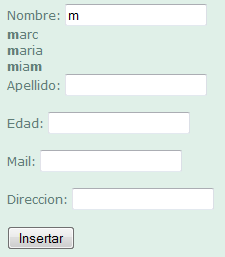 Nombre: m
marc
maria
miam
Apellido:
Edad:
Mail:
Direccion:
Insertar